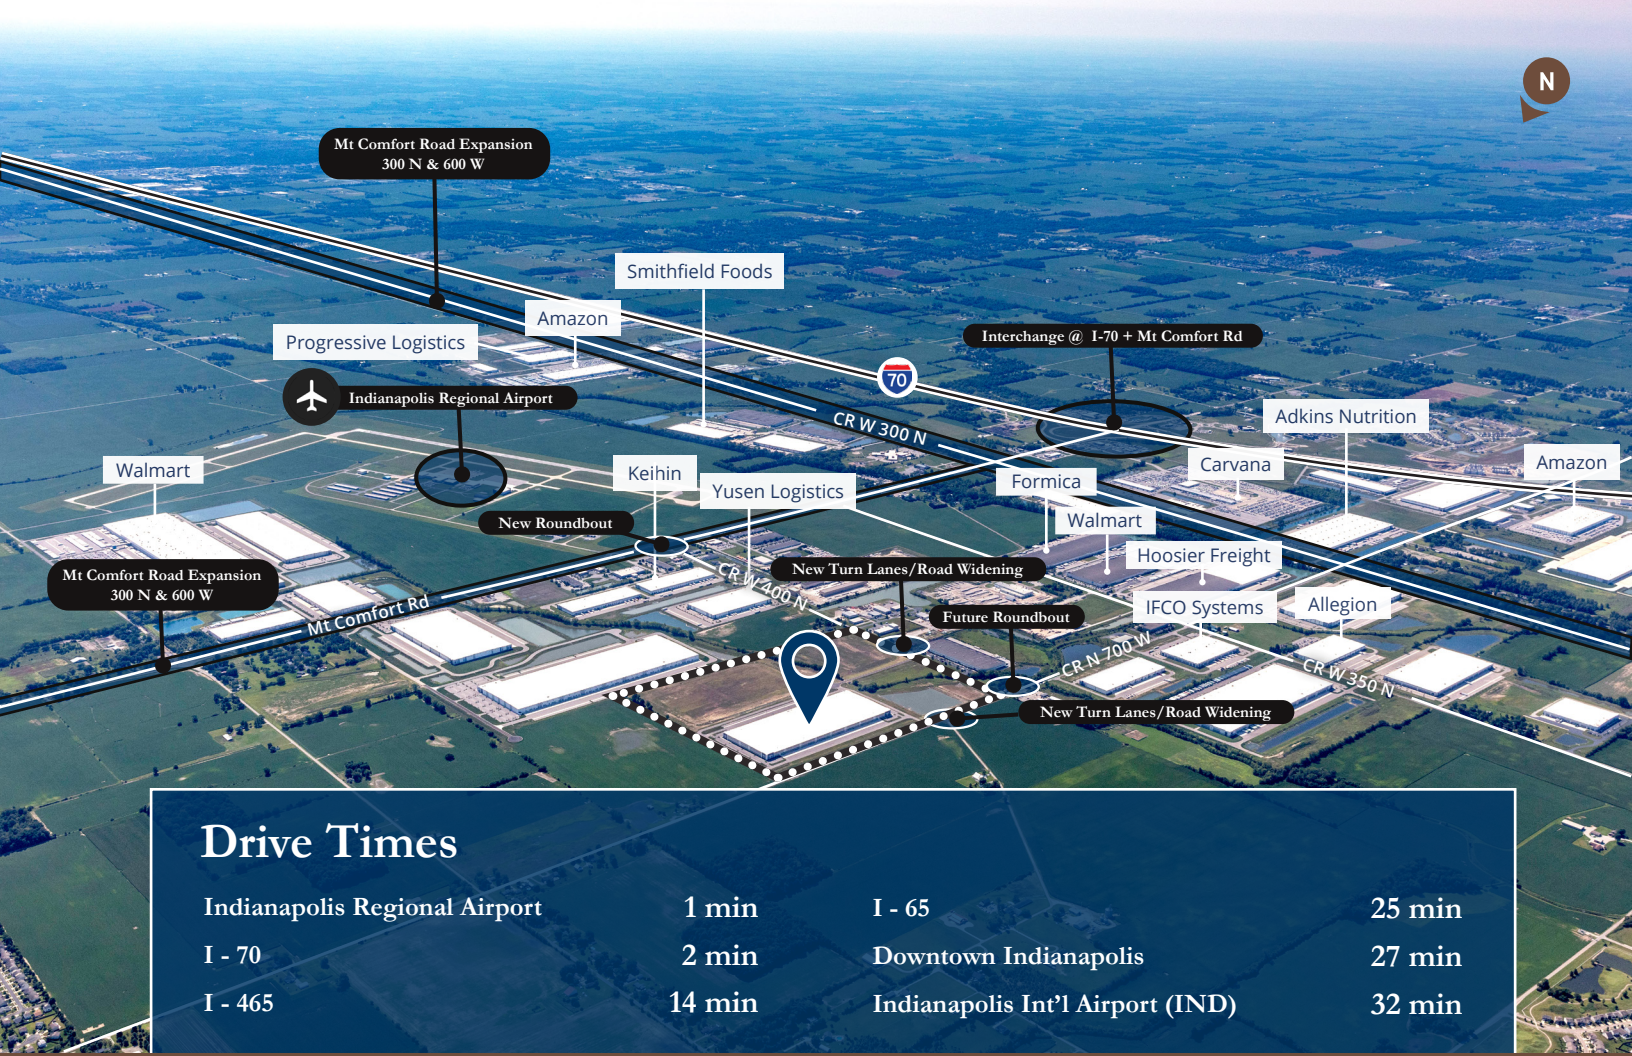 N
Mt Comfort Road Expansion
300 N & 600 W
Smithfield Foods
Amazon
Progressive Logistics
Interchange @ I-70 + Mt Comfort Rd
70
Indianapolis Regional Airport
CR W 300 N
Adkins Nutrition
Walmart
Keihin
Yusen Logistics
Formica
Carvana
Amazon
New Roundbout
Walmart
Hoosier Freight
Mt Comfort Road Expansion
300 N & 600 W
Mt Comfort Rd
CR W 400 N
New Turn Lanes/Road Widening
IFCO Systems
Allegion
Future Roundbout
CR N 700 W
CR W 350 N
New Turn Lanes/Road Widening
Drive Times
Indianapolis Regional Airport 1 min
I - 70 2 min
I - 465 14 min
I - 65 25 min
Downtown Indianapolis 27 min
Indianapolis Int’l Airport (IND) 32 min